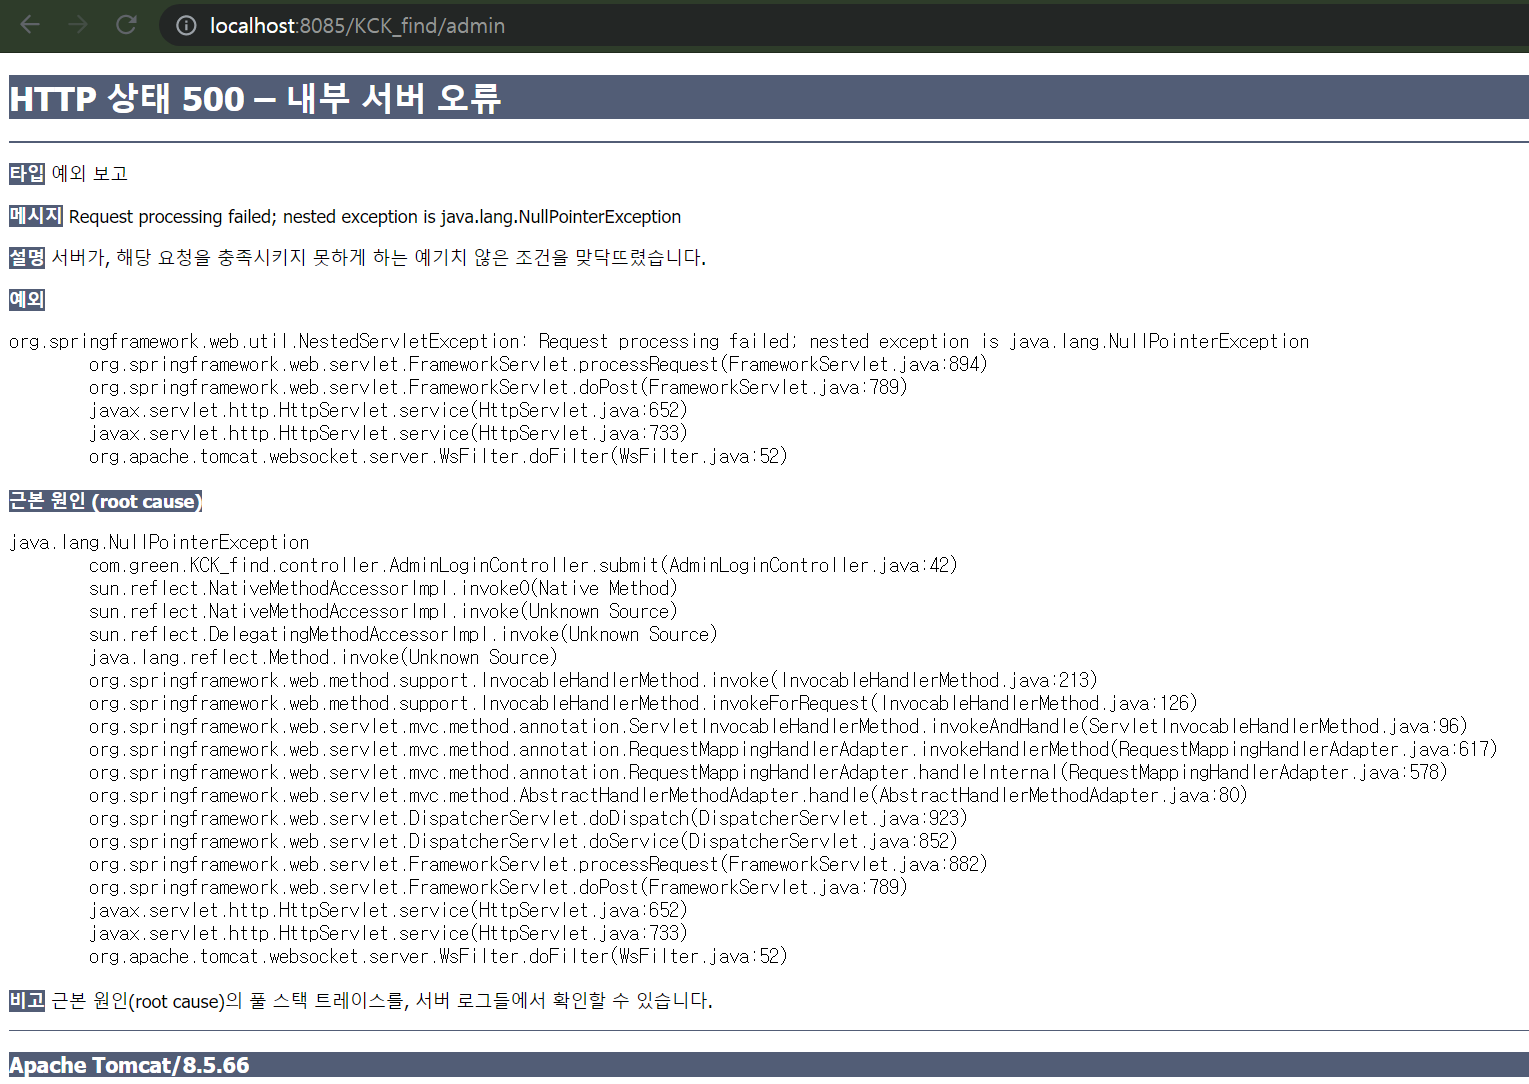 localhost:8085/KCK_find/admin
HTTP 상태 500 – 내부 서버 오류
타입 예외 보고
메시지 Request processing failed; nested exception is java.lang.NullPointerException
설명 서버가, 해당 요청을 충족시키지 못하게 하는 예기치 않은 조건을 맞닥뜨렸습니다.
예외
org.springframework.web.util.NestedServletException: Request processing failed; nested exception is java.lang.NullPointerException
org.springframework.web.servlet.FrameworkServlet.processRequest(FrameworkServlet.java:894)
org.springframework.web.servlet.FrameworkServlet.doPost(FrameworkServlet.java:789)
javax.servlet.http.HttpServlet.service(HttpServlet.java:652)
javax.servlet.http.HttpServlet.service(HttpServlet.java:733)
org.apache.tomcat.websocket.server.WsFilter.doFilter(WsFilter.java:52)
근본 원인 (root cause)
java.lang.NullPointerException
com.green.KCK_find.controller.AdminLoginController.submit(AdminLoginController.java:42)
sun.reflect.NativeMethodAccessorImpl.invoke0(Native Method)
sun.reflect.NativeMethodAccessorImpl.invoke(Unknown Source)
sun.reflect.DelegatingMethodAccessorImpl.invoke(Unknown Source)
java.lang.reflect.Method.invoke(Unknown Source)
org.springframework.web.method.support.InvocableHandlerMethod.invoke(InvocableHandlerMethod.java:213)
org.springframework.web.method.support.InvocableHandlerMethod.invokeForRequest(InvocableHandlerMethod.java:126)
org.springframework.web.servlet.mvc.method.annotation.ServletInvocableHandlerMethod.invokeAndHandle(ServletInvocableHandlerMethod.java:96)
org.springframework.web.servlet.mvc.method.annotation.RequestMappingHandlerAdapter.invokeHandlerMethod(RequestMappingHandlerAdapter.java:617)
org.springframework.web.servlet.mvc.method.annotation.RequestMappingHandlerAdapter.handleInternal(RequestMappingHandlerAdapter.java:578)
org.springframework.web.servlet.mvc.method.AbstractHandlerMethodAdapter.handle(AbstractHandlerMethodAdapter.java:80)
org.springframework.web.servlet.DispatcherServlet.doDispatch(DispatcherServlet.java:923)
org.springframework.web.servlet.DispatcherServlet.doService(DispatcherServlet.java:852)
org.springframework.web.servlet.FrameworkServlet.processRequest(FrameworkServlet.java:882)
org.springframework.web.servlet.FrameworkServlet.doPost(FrameworkServlet.java:789)
javax.servlet.http.HttpServlet.service(HttpServlet.java:652)
javax.servlet.http.HttpServlet.service(HttpServlet.java:733)
org.apache.tomcat.websocket.server.WsFilter.doFilter(WsFilter.java:52)
비고 근본 원인(root cause)의 풀 스택 트레이스를, 서버 로그들에서 확인할 수 있습니다.
Apache Tomcat/8.5.66